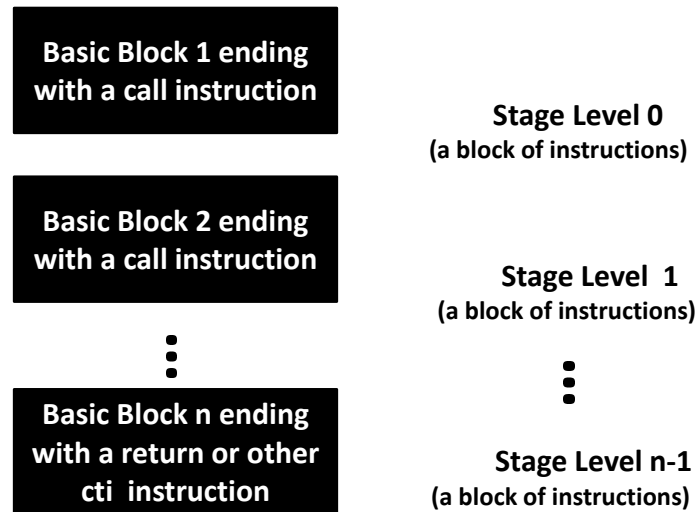 Basic Block 1 ending
with a call instruction
Stage Level 0
(a block of instructions)
Basic Block 2 ending
with a call instruction
Stage Level 1
(a block of instructions)
Basic Block n ending
with a return or other
cti instruction
Stage Level n-1
(a block of instructions)